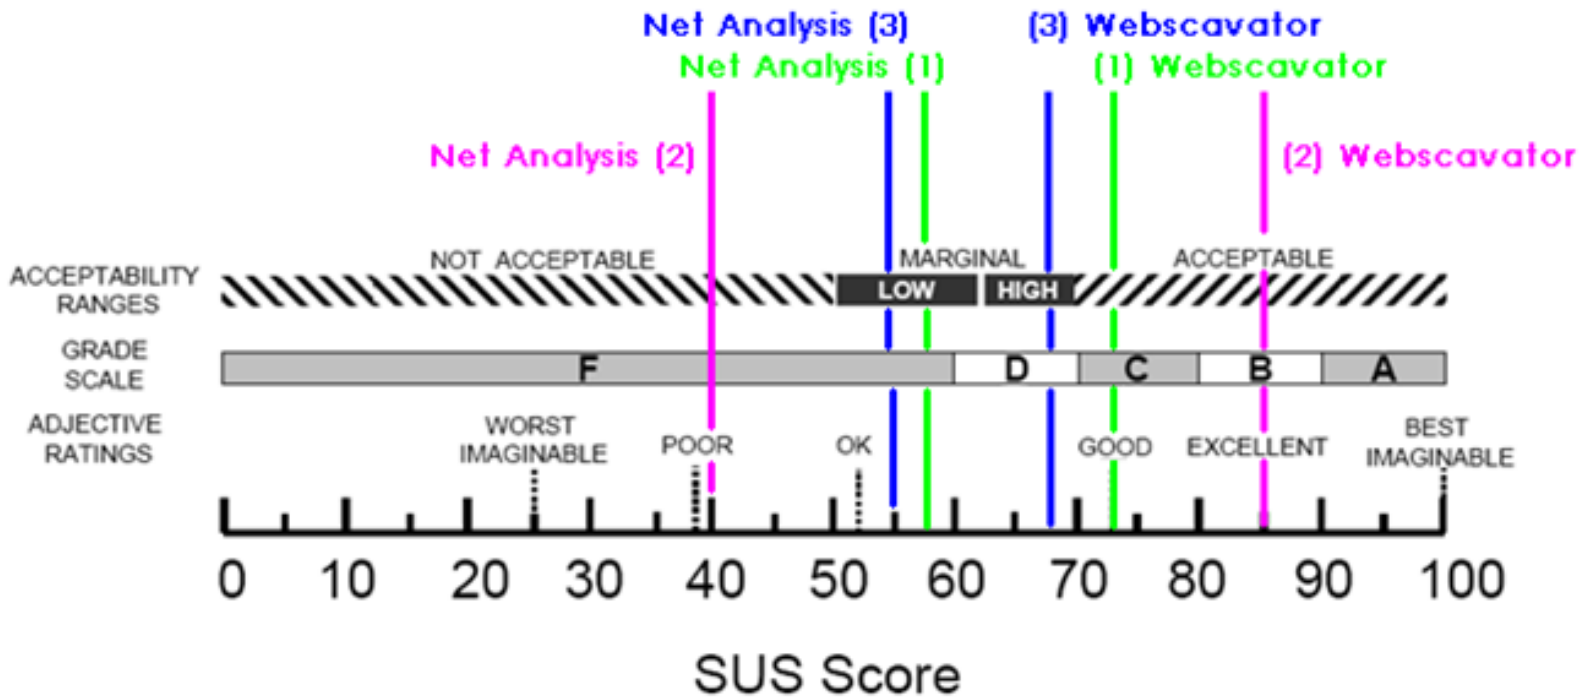 Net Analysis (3) (3) Webscavator
Net Analysis (1) (1) Webscavator
Net Analysis (2) (2) Webscavator
NOT ACCEPTABLE MARGINAL ACCEPTABLE
ACCEPTABILITY
RANGES
LOW HIGH
GRADE
SCALE
F D C B A
ADJECTIVE
RATINGS
WORST
IMAGINABLE
POOR
OK
GOOD
EXCELLENT
BEST
IMAGINABLE
0 10 20 30 40 50 60 70 80 90 100
SUS Score